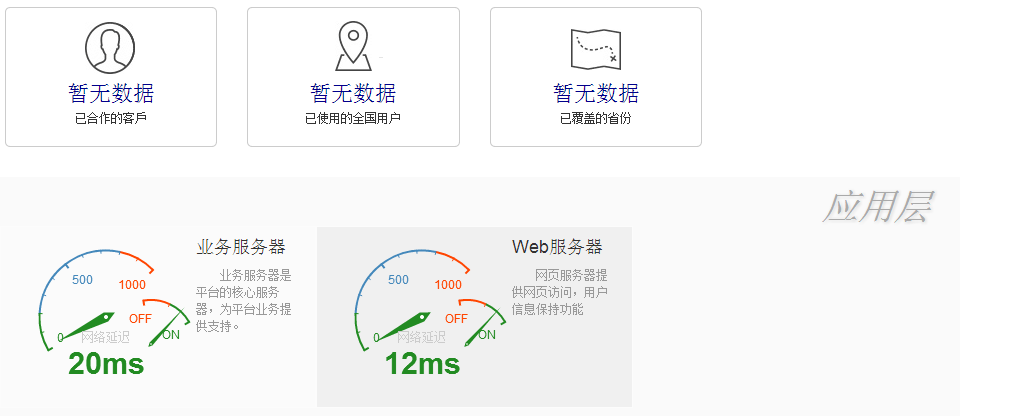 暂无数据
已合作的客戶
暂无数据
已使用的全国用户
暂无数据
已覆盖的省份
应用层
业务服务器
业务服务器是
平台的核心服务
器，为平台业务提
供支持。
500
1000
OFF
ON
0
网络延迟
20ms
Web服务器
网页服务器提
供网页访问，用户
信息保持功能
500
1000
OFF
ON
0
网络延迟
12ms